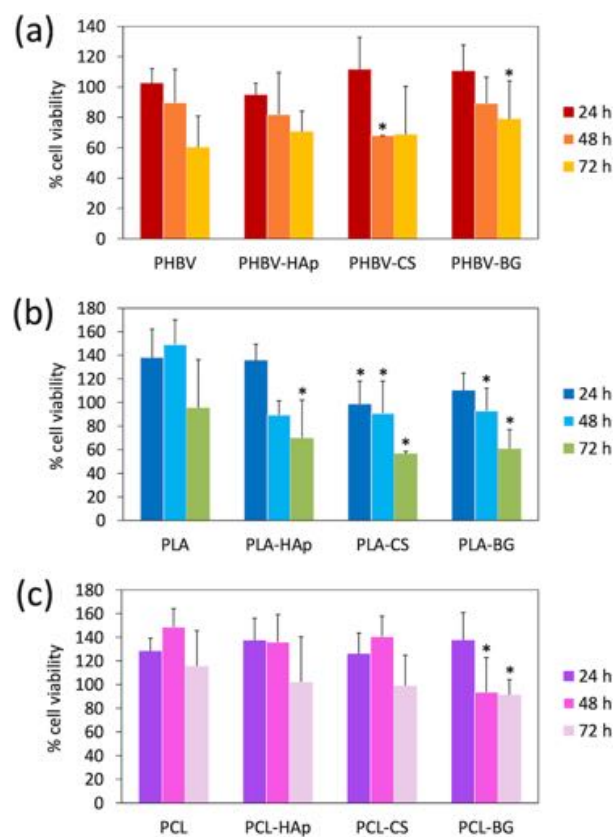 (a)
% cell viability
140
120
100
80
60
40
20
0
*
*
PHBV PHBV-HAp PHBV-CS PHBV-BG
24 h
48 h
72 h
(b)
% cell viability
180
160
140
120
100
80
60
40
20
0
*
* *
*
*
*
PLA PLA-HAp PLA-CS PLA-BG
24 h
48 h
72 h
(c)
% cell viability
180
160
140
120
100
80
60
40
20
0
*
*
PCL PCL-HAp PCL-CS PCL-BG
24 h
48 h
72 h